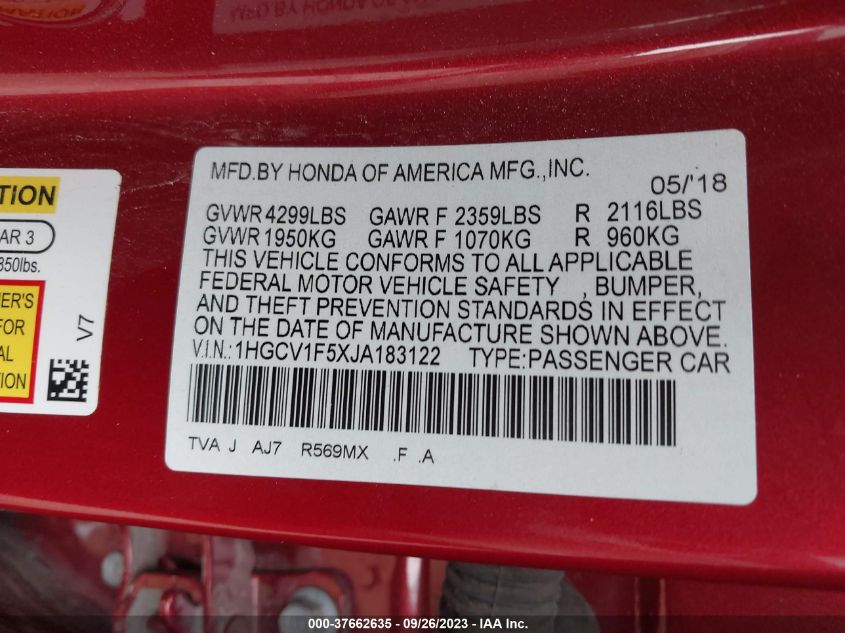 MFD.BY HONDA OF AMERICA MFG.,INC.
05/'18
GVWR 4299LBS GAWR F 2359LBS R 2116LBS
GVWR 1950KG GAWR F 1070KG R 960KG
THIS VEHICLE CONFORMS TO ALL APPLICABLE
FEDERAL MOTOR VEHICLE SAFETY , BUMPER,
AND THEFT PREVENTION STANDARDS IN EFFECT
ON THE DATE OF MANUFACTURE SHOWN ABOVE.
V.I.N.:1HGCV1F5XJA183122 TYPE:PASSENGER CAR
TVA J AJ7 R569MX .F .A
TION
AR 3
850lbs.
NER'S
FOR
AL
TION
V7
000-37662635 - 09/26/2023 - IAA Inc.